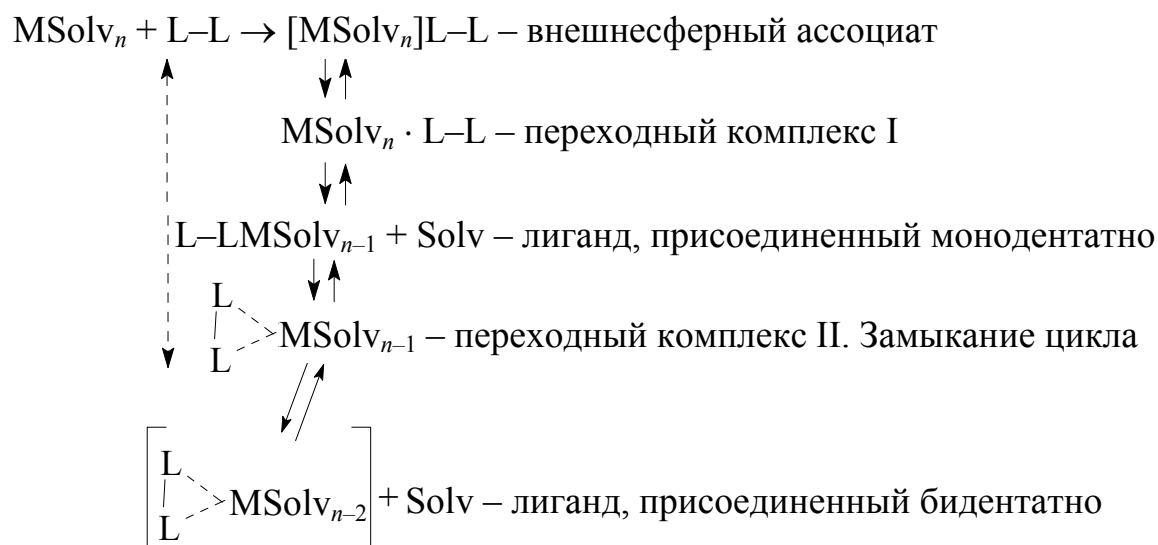 MSolvₙ + L–L → [MSolvₙ]L–L – внешнесферный ассоциат
MSolvₙ · L–L – переходный комплекс I
L–LMSolvₙ₋₁ + Solv – лиганд, присоединенный монодентатно
L
L
MSolvₙ₋₁ – переходный комплекс II. Замыкание цикла
L
L
MSolvₙ₋₂ + Solv – лиганд, присоединенный бидентатно